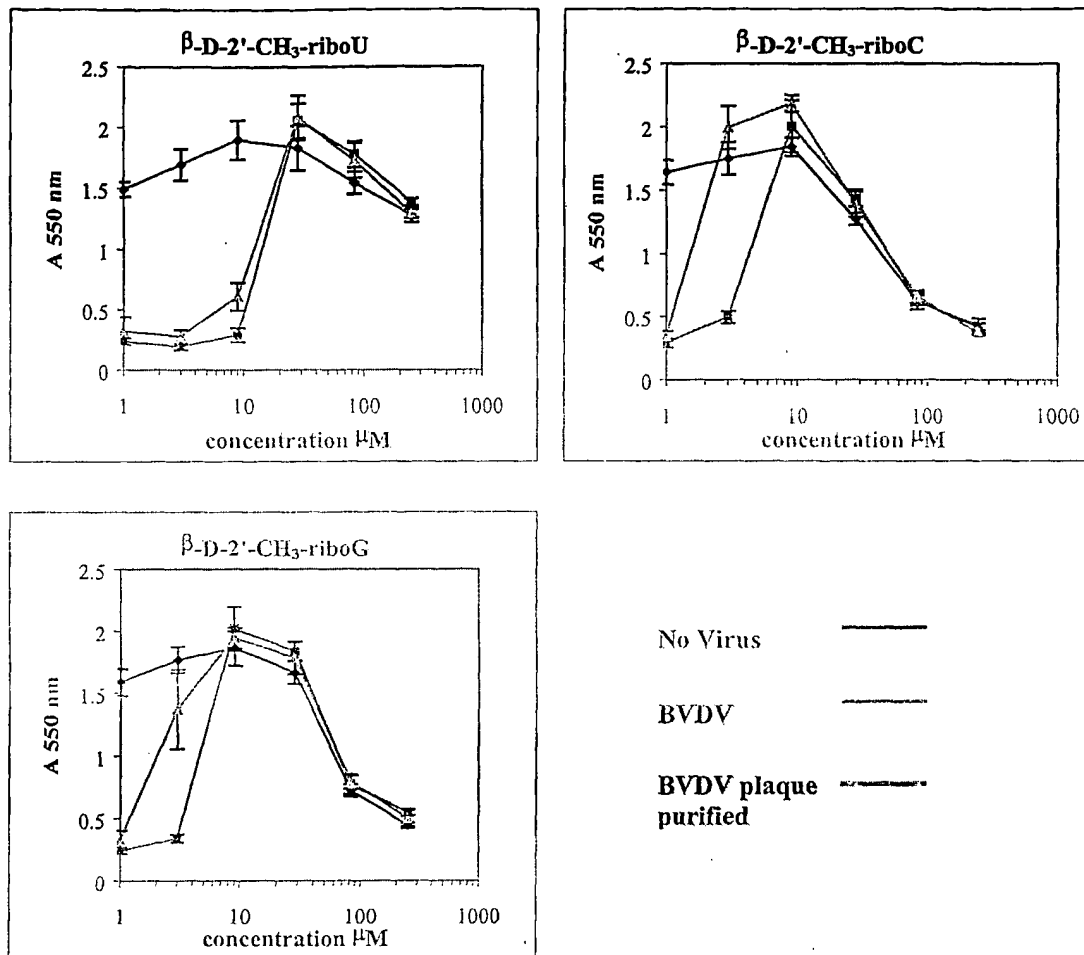 β-D-2'-CH₃-riboU
2.5
2
1.5
1
0.5
0
A 550 nm
1 10 100 1000
concentration µM
β-D-2'-CH₃-riboC
2.5
2
1.5
1
0.5
0
A 550 nm
1 10 100 1000
concentration µM
β-D-2'-CH₃-riboG
2.5
2
1.5
1
0.5
0
A 550 nm
1 10 100 1000
concentration µM
No Virus
BVDV
BVDV plaque
purified